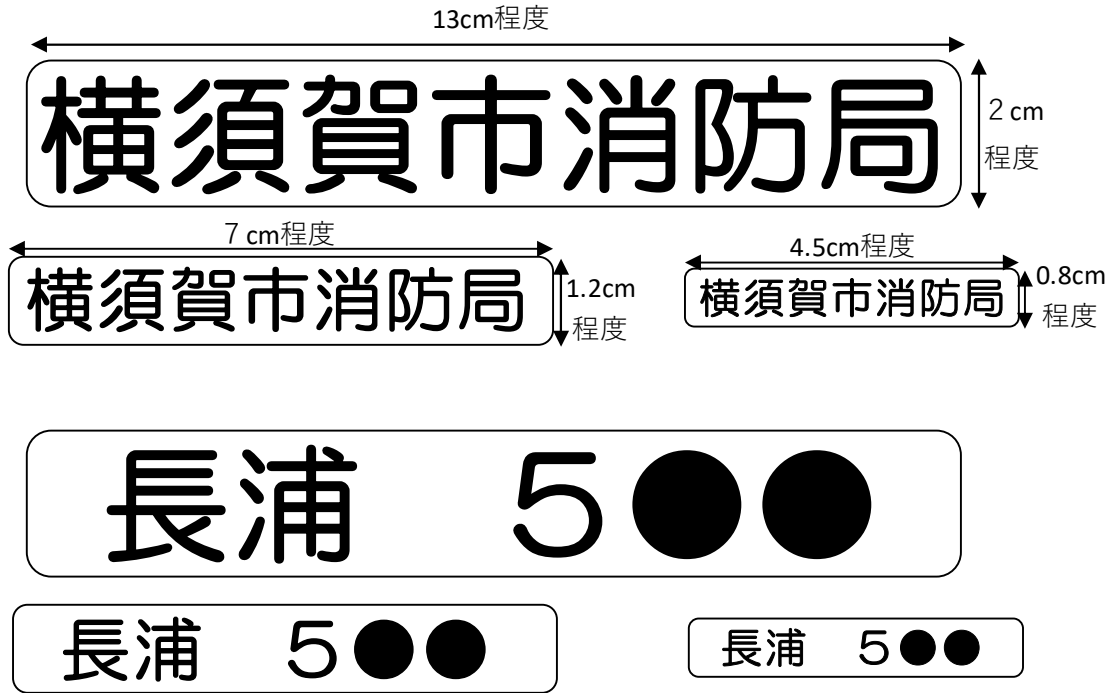 13cm程度
横須賀市消防局
２cm
程度
７cm程度
横須賀市消防局
1.2cm
程度
4.5cm程度
横須賀市消防局
0.8cm
程度
長浦　５●●
長浦　５●●
長浦　５●●